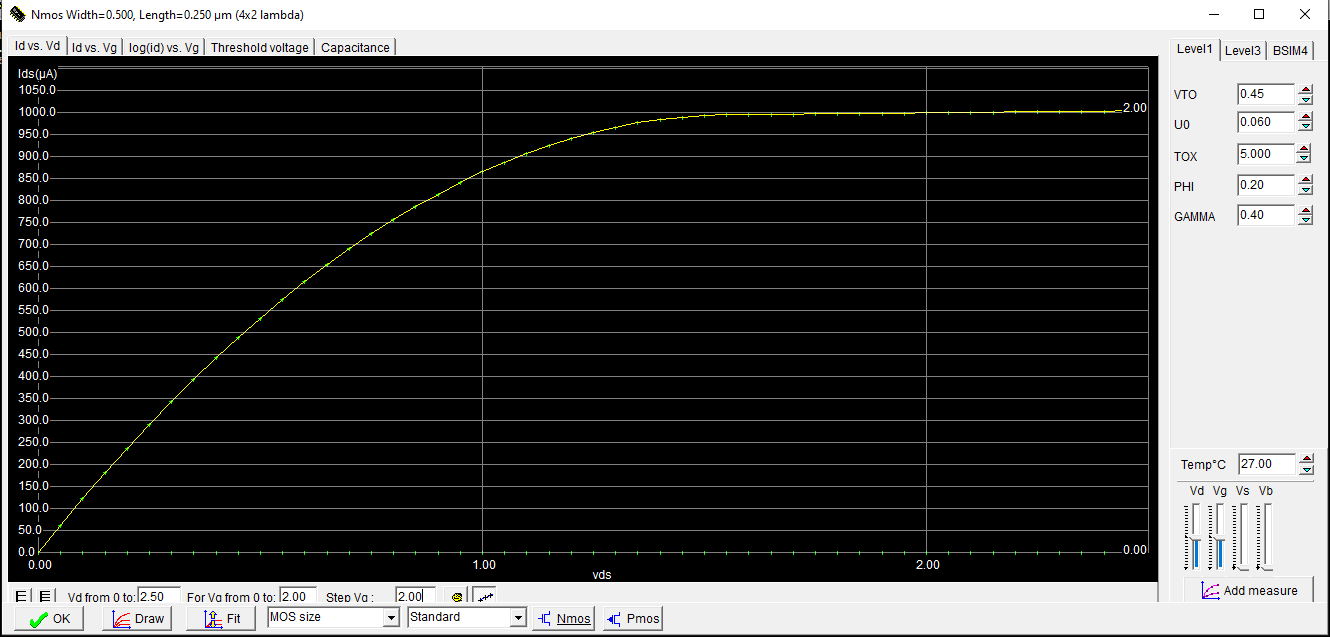 Nmos Width=0.500, Length=0.250 µm (4x2 lambda)
Id vs. Vd Id vs. Vg log(id) vs. Vg Threshold voltage Capacitance
Level1 Level3 BSIM4
Ids(µA)
1050.0
1000.0
950.0
900.0
850.0
800.0
750.0
700.0
650.0
600.0
550.0
500.0
450.0
400.0
350.0
300.0
250.0
200.0
150.0
100.0
50.0
0.0
2.00
0.00
0.00 1.00 2.00
vds
VTO 0.45
U0 0.060
TOX 5.000
PHI 0.20
GAMMA 0.40
Temp°C 27.00
Vd Vg Vs Vb
Add measure
E E Vd from 0 to: 2.50 For Vg from 0 to: 2.00 Step Vg : 2.00
OK Draw Fit MOS size Standard Nmos Pmos